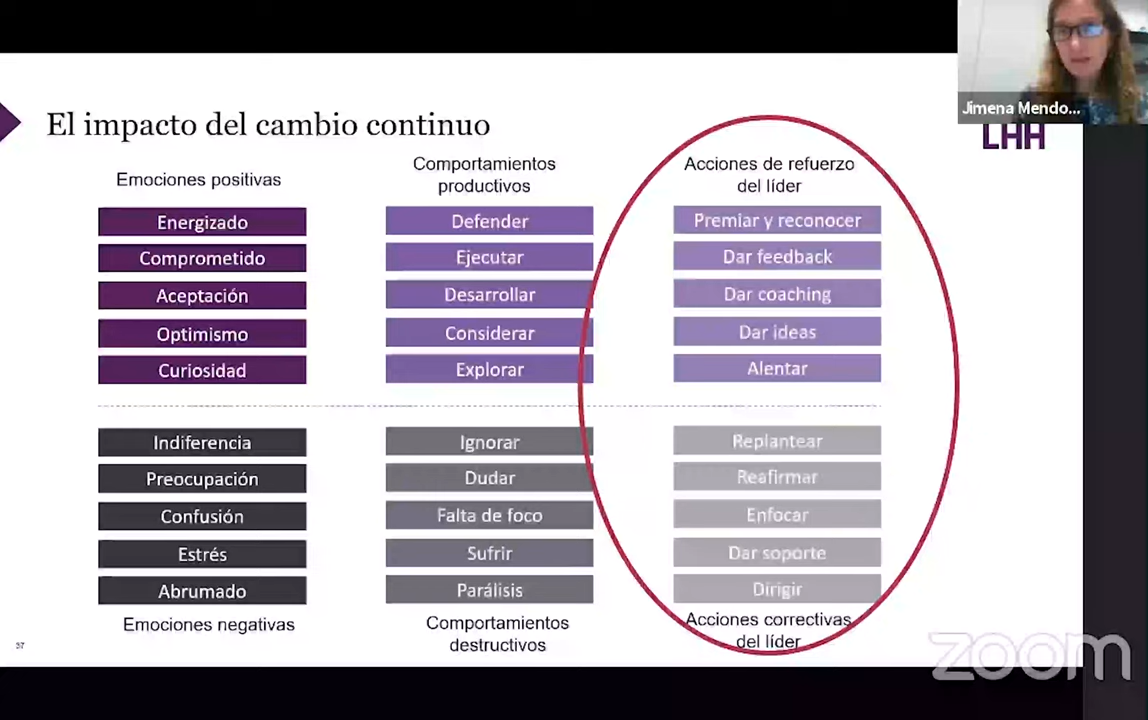 Jimena Mendo...
LHH
El impacto del cambio continuo
Emociones positivas
Comportamientos
productivos
Acciones de refuerzo
del líder
Energizado
Defender
Premiar y reconocer
Comprometido
Ejecutar
Dar feedback
Aceptación
Desarrollar
Dar coaching
Optimismo
Considerar
Dar ideas
Curiosidad
Explorar
Alentar
Indiferencia
Ignorar
Replantear
Preocupación
Dudar
Reafirmar
Confusión
Falta de foco
Enfocar
Estrés
Sufrir
Dar soporte
Abrumado
Parálisis
Dirigir
Emociones negativas
Comportamientos
destructivos
Acciones correctivas
del líder
37
zoom